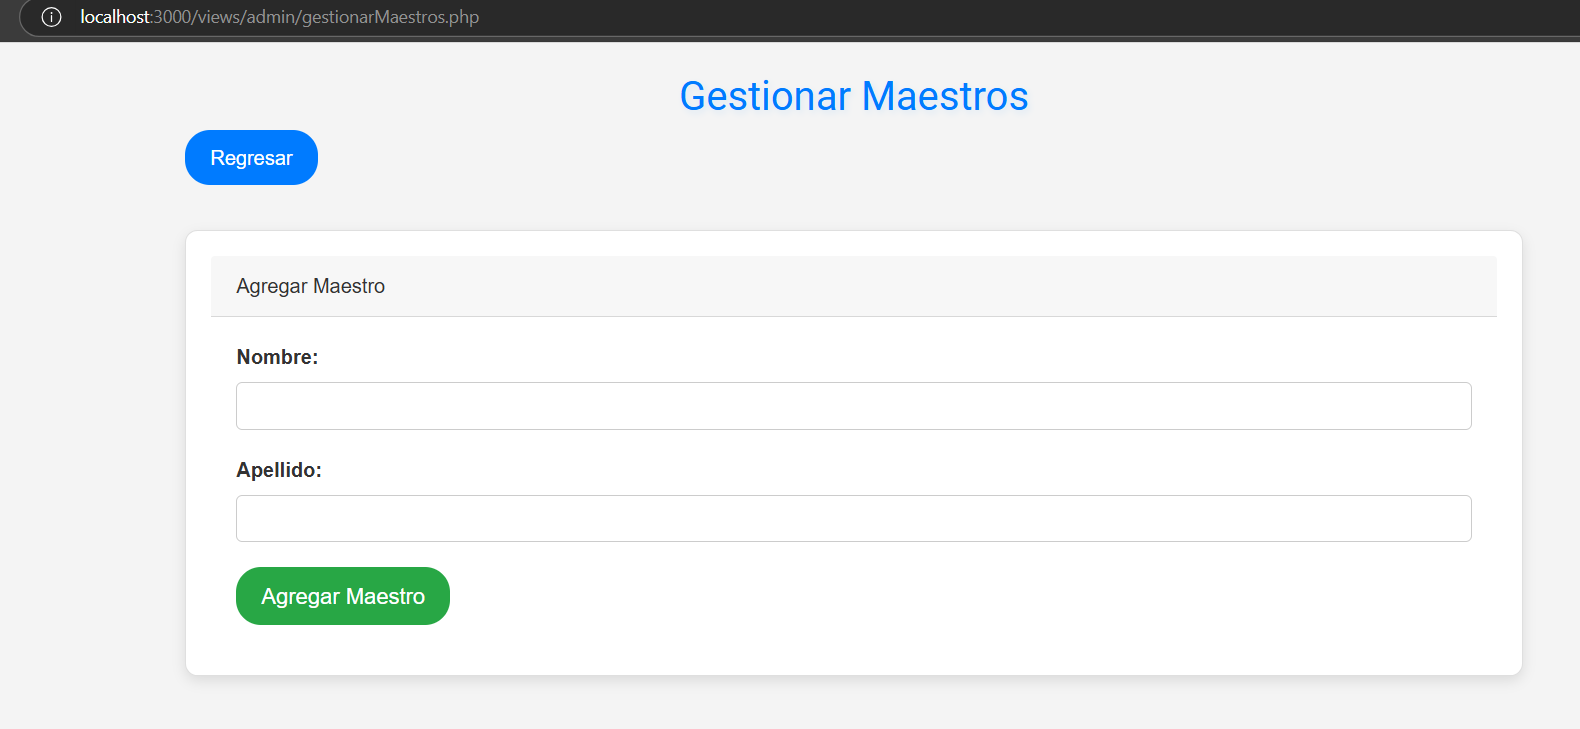 localhost:3000/views/admin/gestionarMaestros.php
Gestionar Maestros
Regresar
Agregar Maestro
Nombre:
Apellido:
Agregar Maestro